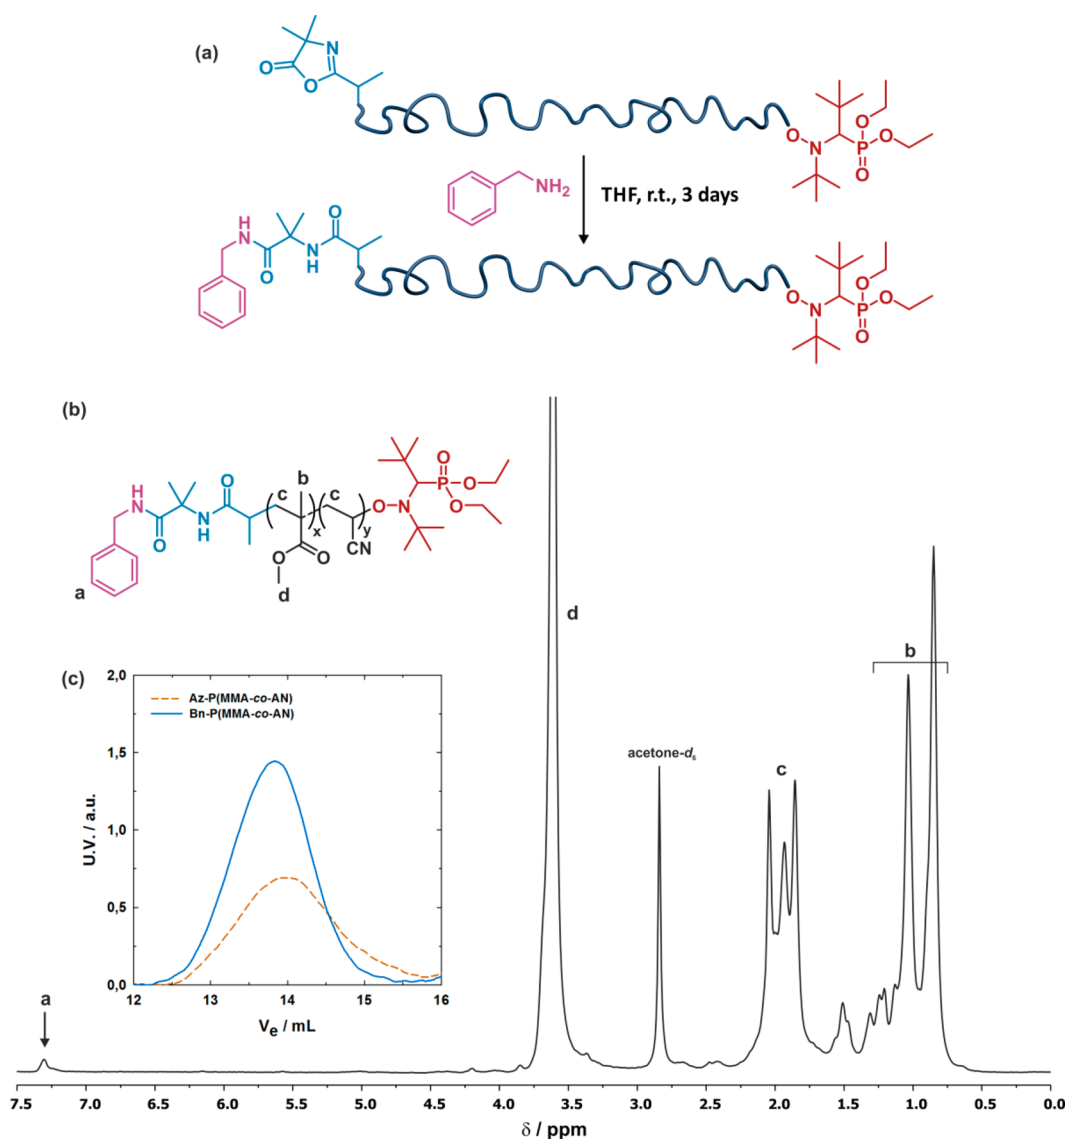 (a)
O
N
O
O
N
P
O
O
O
NH2
THF, r.t., 3 days
H
N
O
N
H
O
O
N
P
O
O
O
(b)
H
N
O
N
H
O
c
b
c
x
y
O
O
CN
O
N
P
O
O
O
a
d
d
b
(c)
2,0
1,5
1,0
0,5
0,0
U.V. / a.u.
Az-P(MMA-co-AN)
Bn-P(MMA-co-AN)
12 13 14 15 16
Ve / mL
acetone-d6
c
a
7.5 7.0 6.5 6.0 5.5 5.0 4.5 4.0 3.5 3.0 2.5 2.0 1.5 1.0 0.5 0.0
δ / ppm